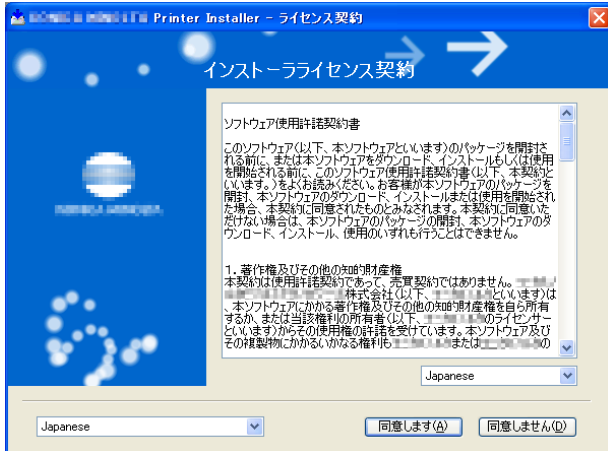 Printer Installer - ライセンス契約
インストーラライセンス契約
ソフトウェア使用許諾契約書
このソフトウェア（以下、本ソフトウェアといいます）のパッケージを開封さ
れる前に、または本ソフトウェアをダウンロード、インストールもしくは使用
を開始される前に、このソフトウェア使用許諾契約書（以下、本契約と
いいます。）をよくお読みください。お客様が本ソフトウェアのパッケージを
開封、本ソフトウェアのダウンロード、インストールまたは使用を開始され
た場合、本契約に同意されたものとみなされます。本契約に同意いた
だけない場合は、本ソフトウェアのパッケージの開封、本ソフトウェアのダ
ウンロード、インストール、使用のいずれも行うことはできません。
1. 著作権及びその他の知的財産権
本契約は使用許諾契約であって、売買契約ではありません。
株式会社（以下、といいます）は
、本ソフトウェアにかかる著作権及びその他の知的財産権を自ら所有
するか、または当該権利の所有者（以下、のライセンサー
といいます）からその使用権の許諾を受けています。本ソフトウェア及び
その複製物にかかるいかなる権利もまたはの
Japanese
Japanese
同意します(A)
同意しません(D)